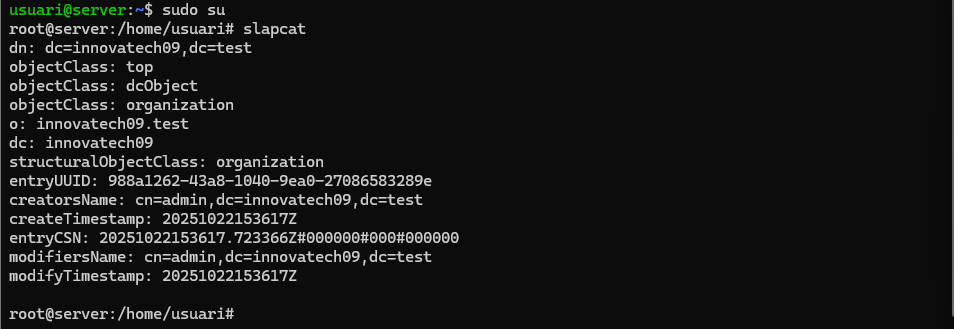 usuari@server:~$ sudo su
root@server:/home/usuari# slapcat
dn: dc=innovatech09,dc=test
objectClass: top
objectClass: dcObject
objectClass: organization
o: innovatech09.test
dc: innovatech09
structuralObjectClass: organization
entryUUID: 988a1262-43a8-1040-9ea0-27086583289e
creatorsName: cn=admin,dc=innovatech09,dc=test
createTimestamp: 20251022153617Z
entryCSN: 20251022153617.723366Z#000000#000#000000
modifiersName: cn=admin,dc=innovatech09,dc=test
modifyTimestamp: 20251022153617Z
root@server:/home/usuari#